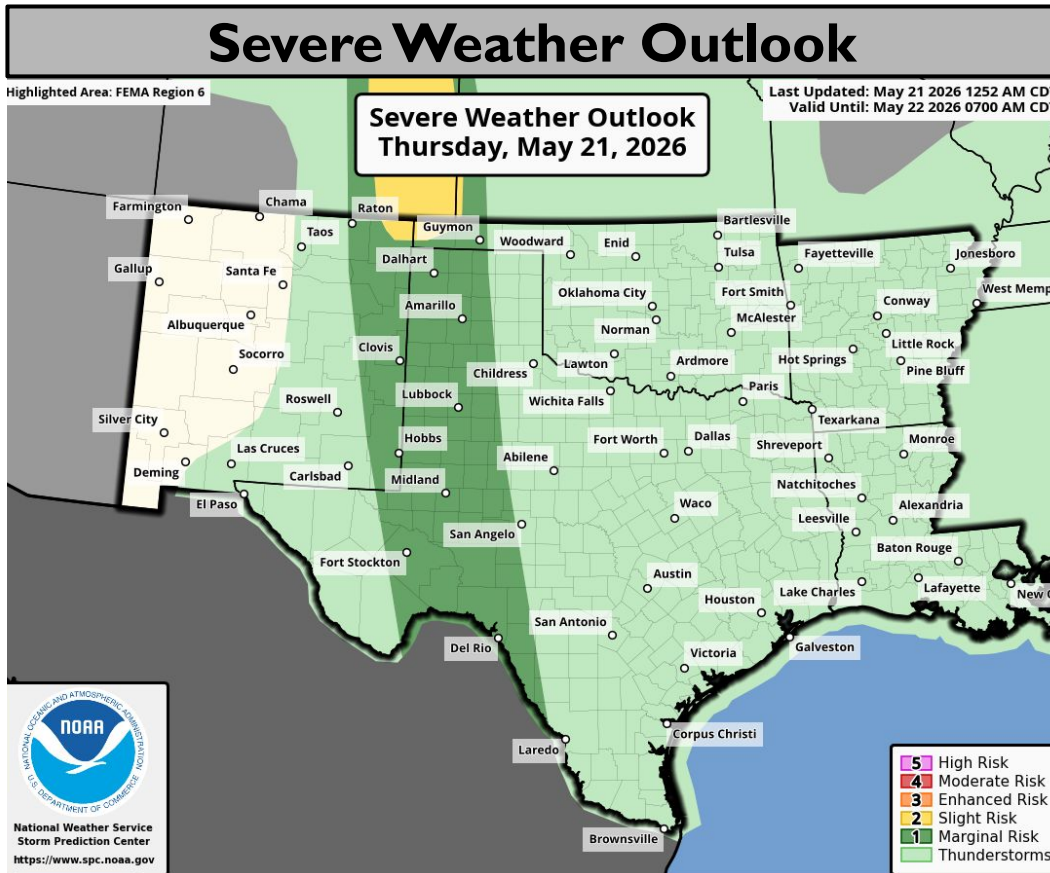 Severe Weather Outlook
Highlighted Area: FEMA Region 6
Last Updated: May 21 2026 1252 AM CD
Valid Until: May 22 2026 0700 AM CD
Severe Weather Outlook
Thursday, May 21, 2026
Farmington
Chama
Raton
Taos
Guymon
Woodward
Enid
Bartlesville
Tulsa
Fayetteville
Jonesboro
Gallup
Santa Fe
Dalhart
Oklahoma City
Fort Smith
Conway
West Memp
Albuquerque
Amarillo
Norman
McAlester
Little Rock
Socorro
Clovis
Childress
Lawton
Ardmore
Hot Springs
Pine Bluff
Roswell
Lubbock
Wichita Falls
Paris
Texarkana
Silver City
Las Cruces
Hobbs
Fort Worth
Dallas
Shreveport
Monroe
Deming
Carlsbad
Midland
Abilene
Natchitoches
El Paso
San Angelo
Waco
Leesville
Alexandria
Fort Stockton
Austin
Houston
Lake Charles
Baton Rouge
Lafayette
New
Del Rio
San Antonio
Victoria
Galveston
Laredo
Corpus Christi
Brownsville
NATIONAL OCEANIC AND ATMOSPHERIC ADMINISTRATION
NOAA
U.S. DEPARTMENT OF COMMERCE
National Weather Service
Storm Prediction Center
https://www.spc.noaa.gov
5 High Risk
4 Moderate Risk
3 Enhanced Risk
2 Slight Risk
1 Marginal Risk
Thunderstorms